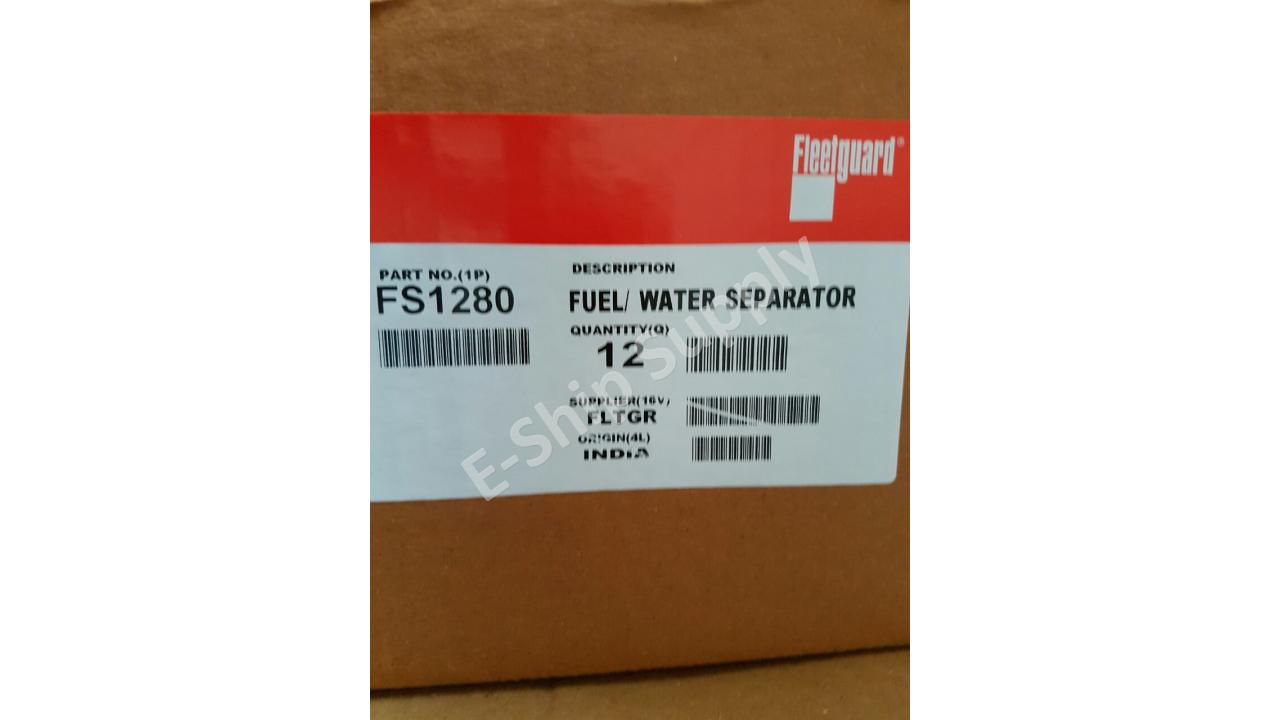 Fleetguard®
PART NO.(1P)
FS1280
DESCRIPTION
FUEL/ WATER SEPARATOR
QUANTITY(Q)
12
SUPPLIER(16V)
FLTGR
ORIGIN(4L)
INDIA
E-Ship Supply